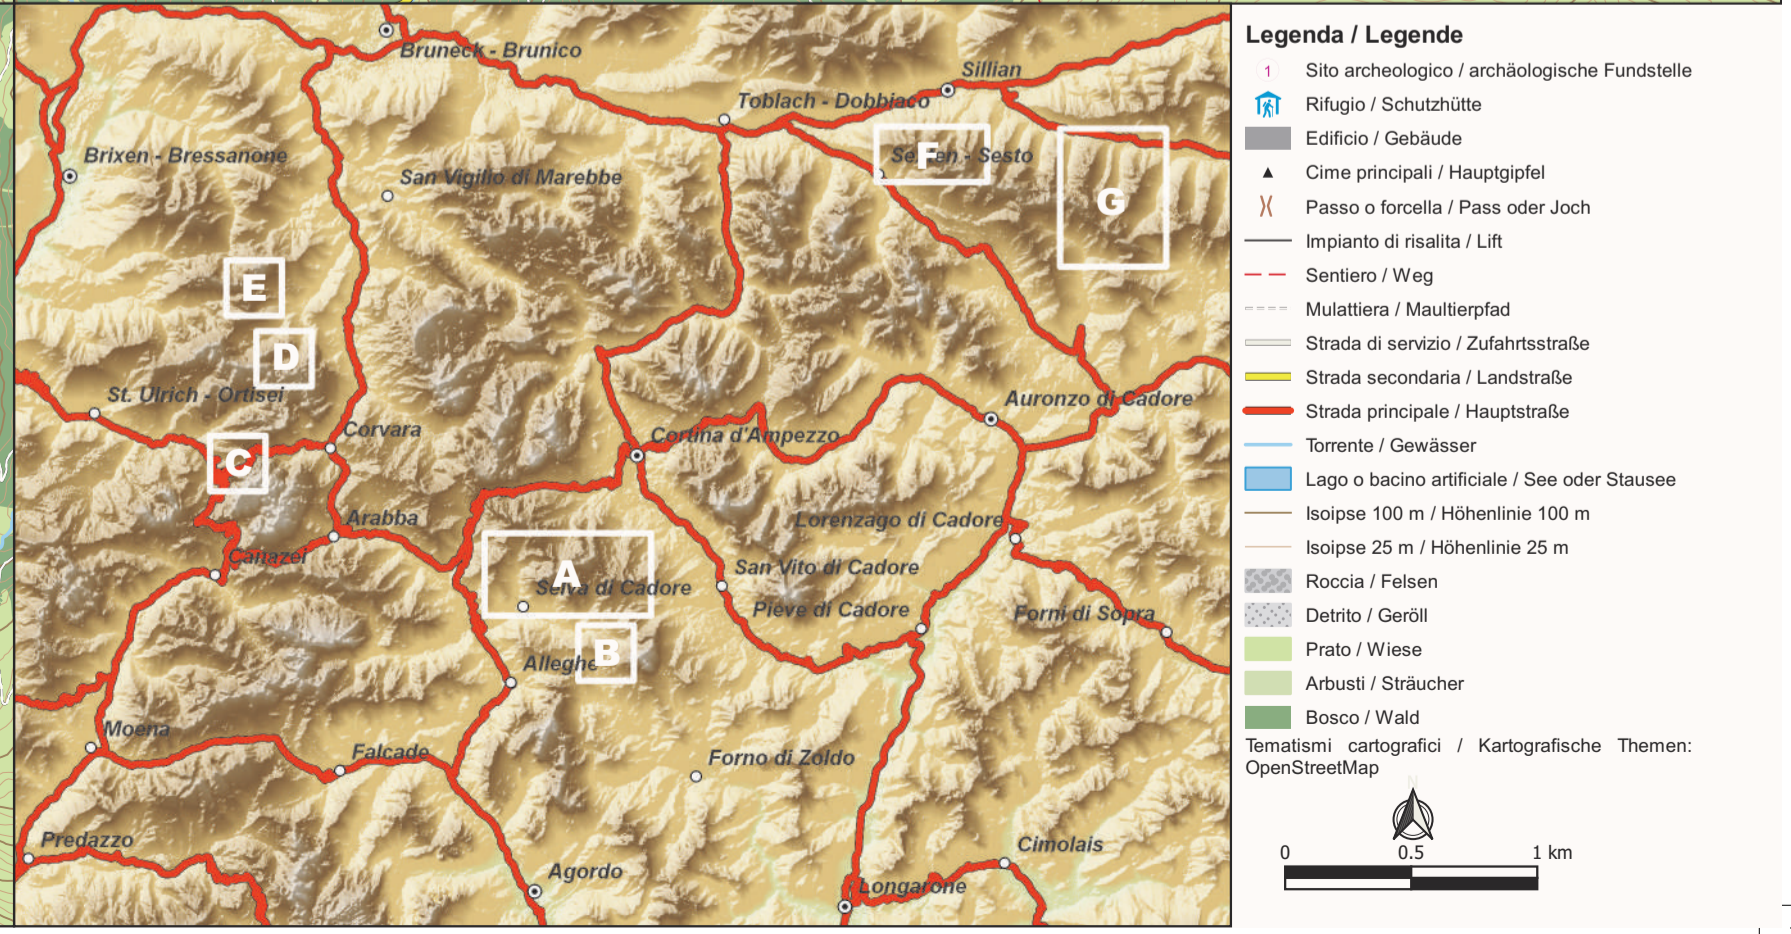 Bruneck - Brunico
Sillian
Toblach - Dobbiaco
Brixen - Bressanone
F
Sexten - Sesto
San Vigilio di Marebbe
G
E
D
St. Ulrich - Ortisei
Auronzo di Cadore
Corvara
Cortina d'Ampezzo
C
Arabba
Lorenzago di Cadore
Canazei
San Vito di Cadore
A
Selva di Cadore
Pieve di Cadore
Forni di Sopra
B
Alleghe
Moena
Falcade
Forno di Zoldo
Predazzo
Cimolais
Agordo
Longarone
Legenda / Legende
1 Sito archeologico / archäologische Fundstelle
Rifugio / Schutzhütte
Edificio / Gebäude
Cime principali / Hauptgipfel
Passo o forcella / Pass oder Joch
Impianto di risalita / Lift
Sentiero / Weg
Mulattiera / Maultierpfad
Strada di servizio / Zufahrtsstraße
Strada secondaria / Landstraße
Strada principale / Hauptstraße
Torrente / Gewässer
Lago o bacino artificiale / See oder Stausee
Isoipse 100 m / Höhenlinie 100 m
Isoipse 25 m / Höhenlinie 25 m
Roccia / Felsen
Detrito / Geröll
Prato / Wiese
Arbusti / Sträucher
Bosco / Wald
Tematismi cartografici / Kartografische Themen:
OpenStreetMap
N
0 0.5 1 km